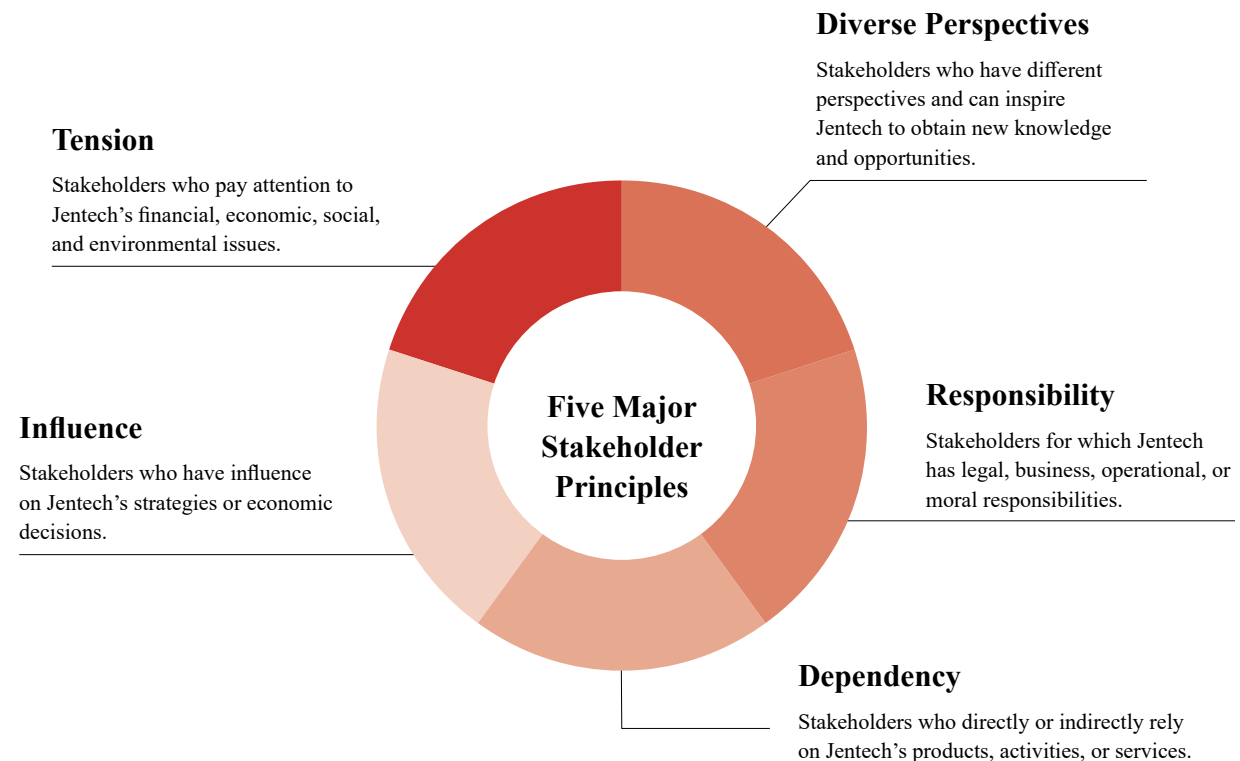 Diverse Perspectives
Stakeholders who have different
perspectives and can inspire
Jentech to obtain new knowledge
and opportunities.
Tension
Stakeholders who pay attention to
Jentech’s financial, economic, social,
and environmental issues.
Five Major
Stakeholder
Principles
Responsibility
Stakeholders for which Jentech
has legal, business, operational, or
moral responsibilities.
Influence
Stakeholders who have influence
on Jentech’s strategies or economic
decisions.
Dependency
Stakeholders who directly or indirectly rely
on Jentech’s products, activities, or services.